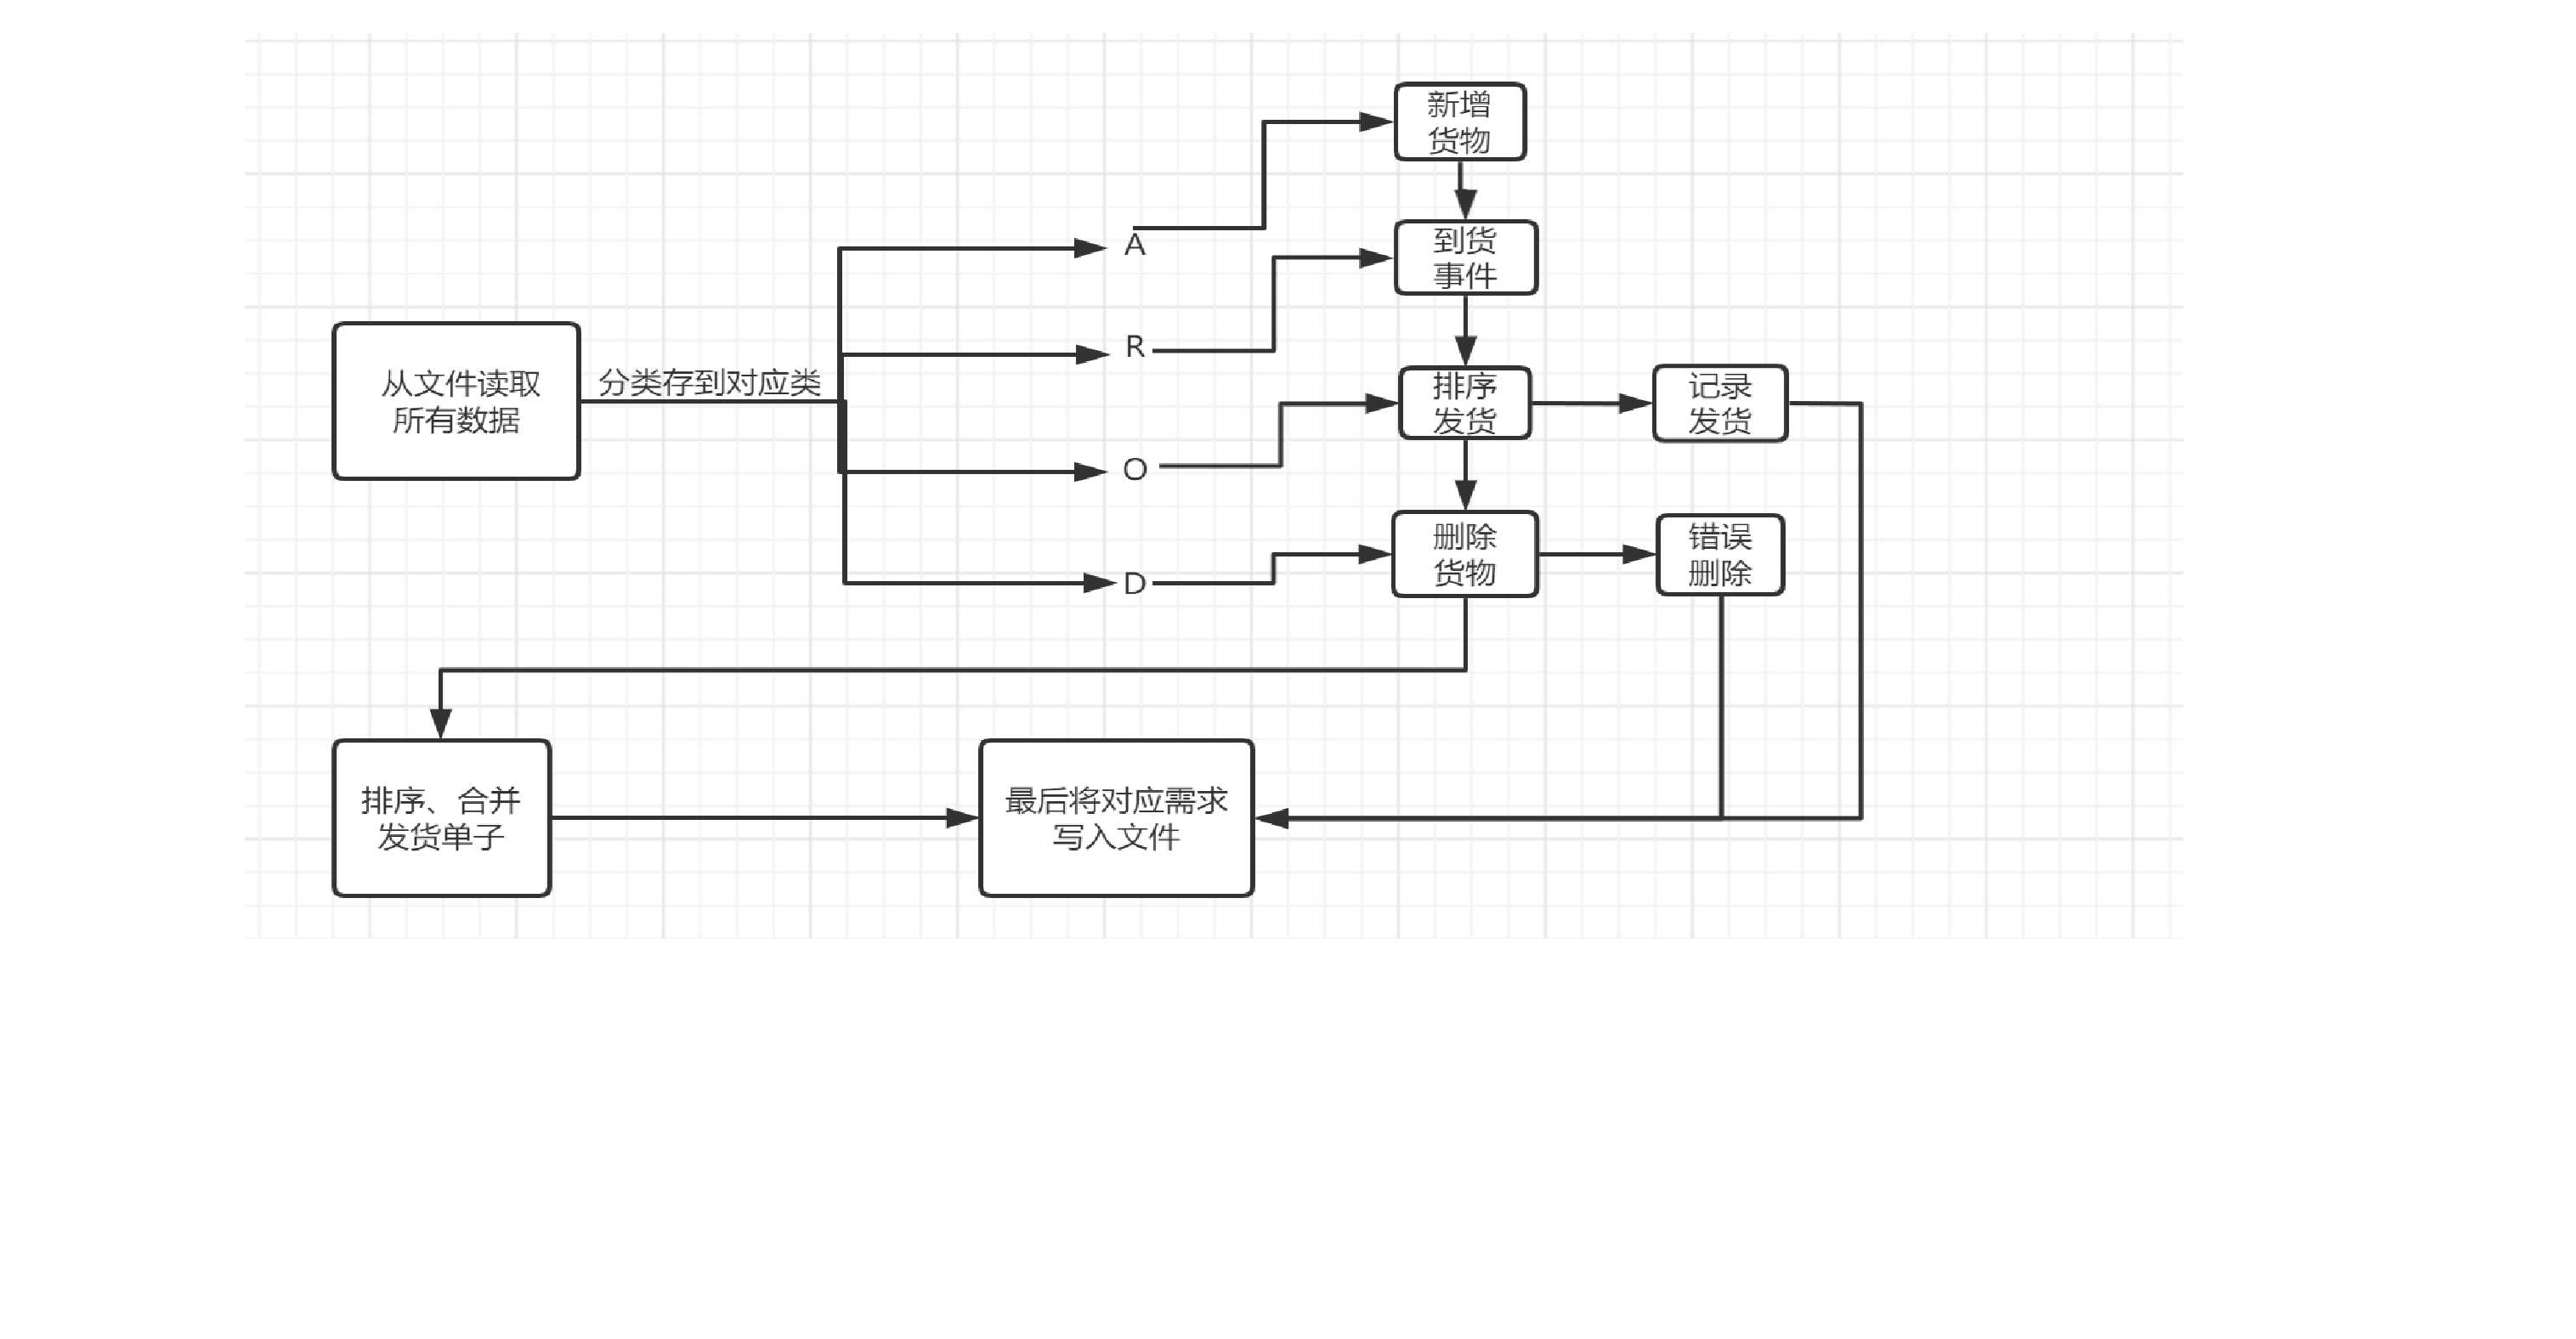 新增
货物
A
到货
事件
R
从文件读取
所有数据
分类存到对应类
排序
发货
记录
发货
O
删除
货物
错误
删除
D
排序、合并
发货单子
最后将对应需求
写入文件